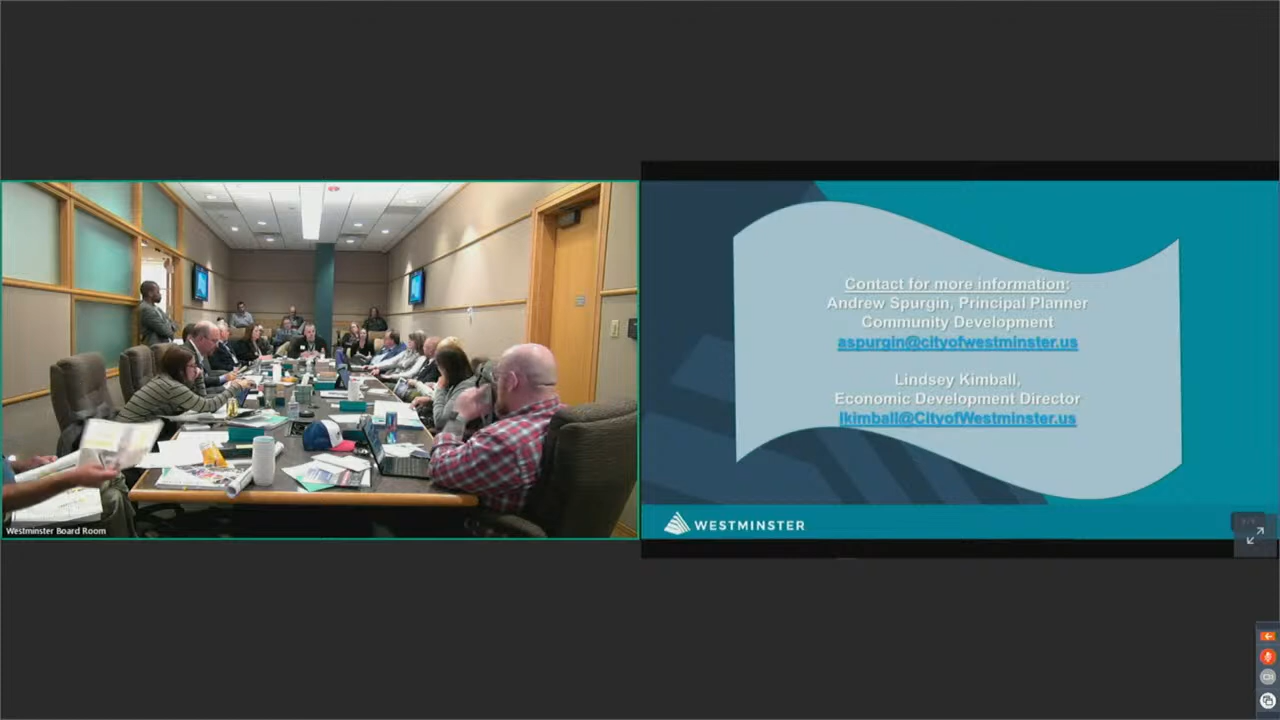 Westminster Board Room
Contact for more information:
Andrew Spurgin, Principal Planner
Community Development
aspurgin@cityofwestminster.us
Lindsey Kimball,
Economic Development Director
lkimball@CityofWestminster.us
WESTMINSTER